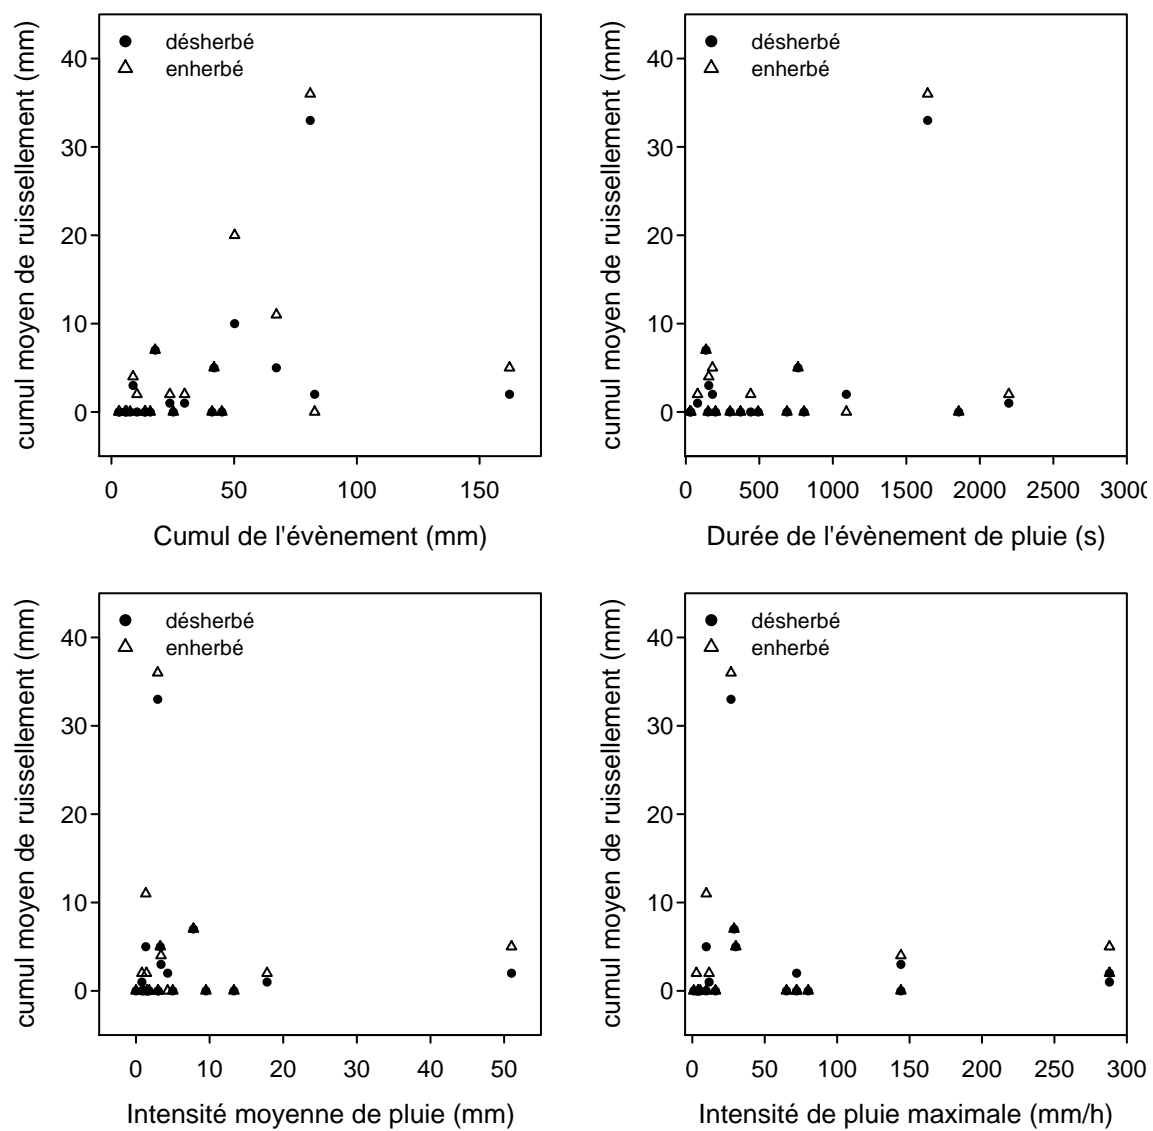 cumul moyen de ruissellement (mm)
40
30
20
10
0
désherbé
enherbé
0 50 100 150
Cumul de l'évènement (mm)
cumul moyen de ruissellement (mm)
40
30
20
10
0
désherbé
enherbé
0 500 1000 1500 2000 2500 3000
Durée de l'évènement de pluie (s)
cumul moyen de ruissellement (mm)
40
30
20
10
0
désherbé
enherbé
0 10 20 30 40 50
Intensité moyenne de pluie (mm)
cumul moyen de ruissellement (mm)
40
30
20
10
0
désherbé
enherbé
0 50 100 150 200 250 300
Intensité de pluie maximale (mm/h)